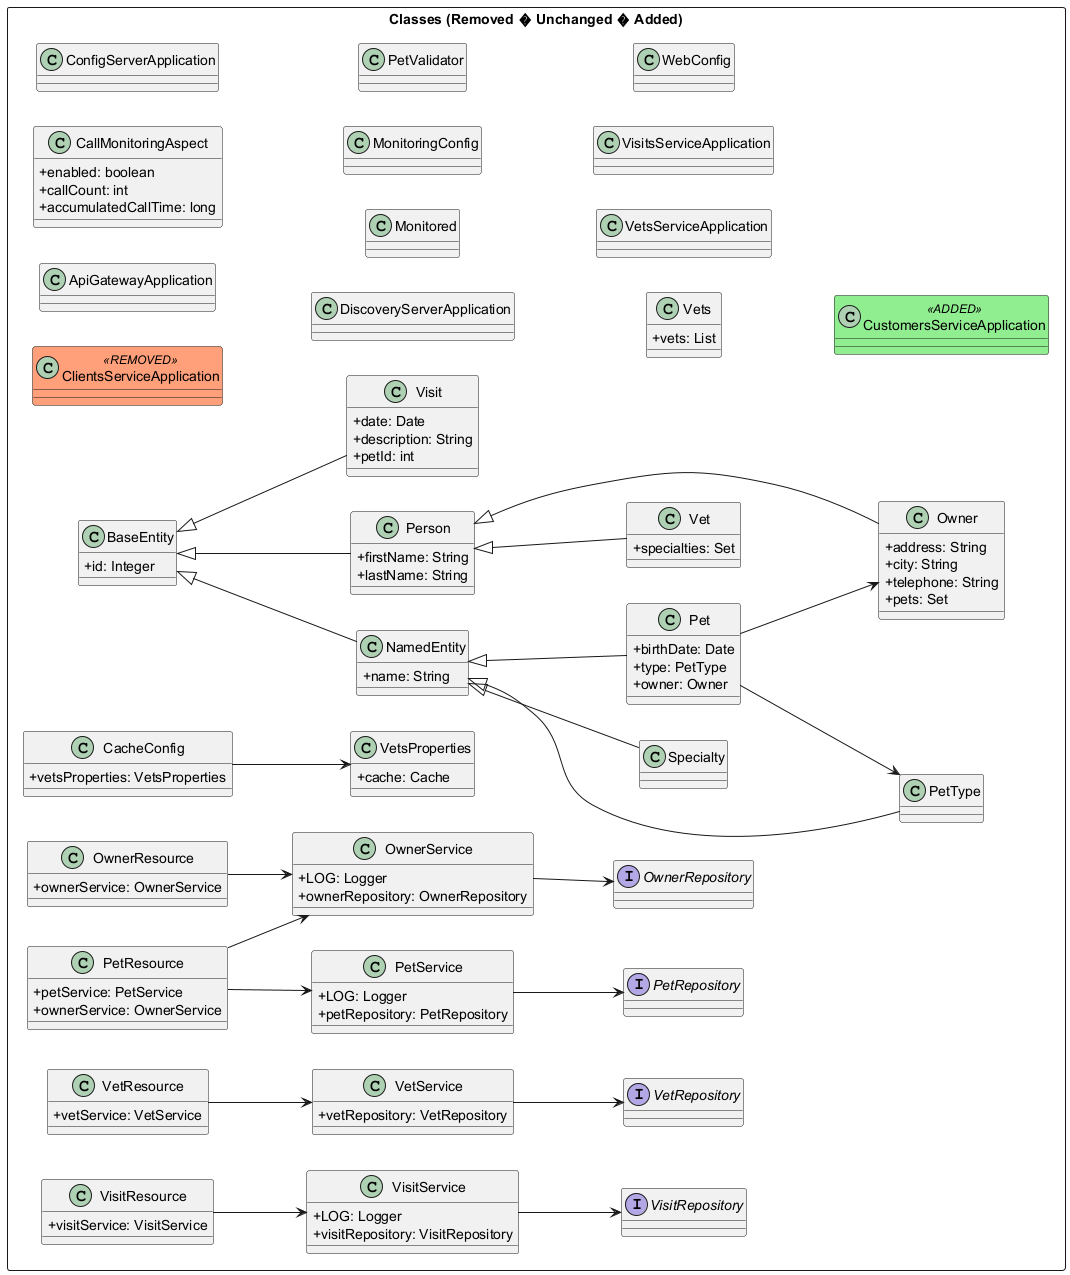 Classes (Removed � Unchanged � Added)
C ConfigServerApplication
C PetValidator
C WebConfig
C CallMonitoringAspect
+enabled: boolean
+callCount: int
+accumulatedCallTime: long
C MonitoringConfig
C VisitsServiceApplication
C Monitored
C VetsServiceApplication
C ApiGatewayApplication
C DiscoveryServerApplication
C Vets
+vets: List
«ADDED»
C CustomersServiceApplication
«REMOVED»
C ClientsServiceApplication
C Visit
+date: Date
+description: String
+petId: int
C BaseEntity
+id: Integer
C Person
+firstName: String
+lastName: String
C Vet
+specialties: Set
C Owner
+address: String
+city: String
+telephone: String
+pets: Set
C NamedEntity
+name: String
C Pet
+birthDate: Date
+type: PetType
+owner: Owner
C Specialty
C PetType
C CacheConfig
+vetsProperties: VetsProperties
C VetsProperties
+cache: Cache
C OwnerResource
+ownerService: OwnerService
C OwnerService
+LOG: Logger
+ownerRepository: OwnerRepository
I OwnerRepository
C PetResource
+petService: PetService
+ownerService: OwnerService
C PetService
+LOG: Logger
+petRepository: PetRepository
I PetRepository
C VetResource
+vetService: VetService
C VetService
+vetRepository: VetRepository
I VetRepository
C VisitResource
+visitService: VisitService
C VisitService
+LOG: Logger
+visitRepository: VisitRepository
I VisitRepository